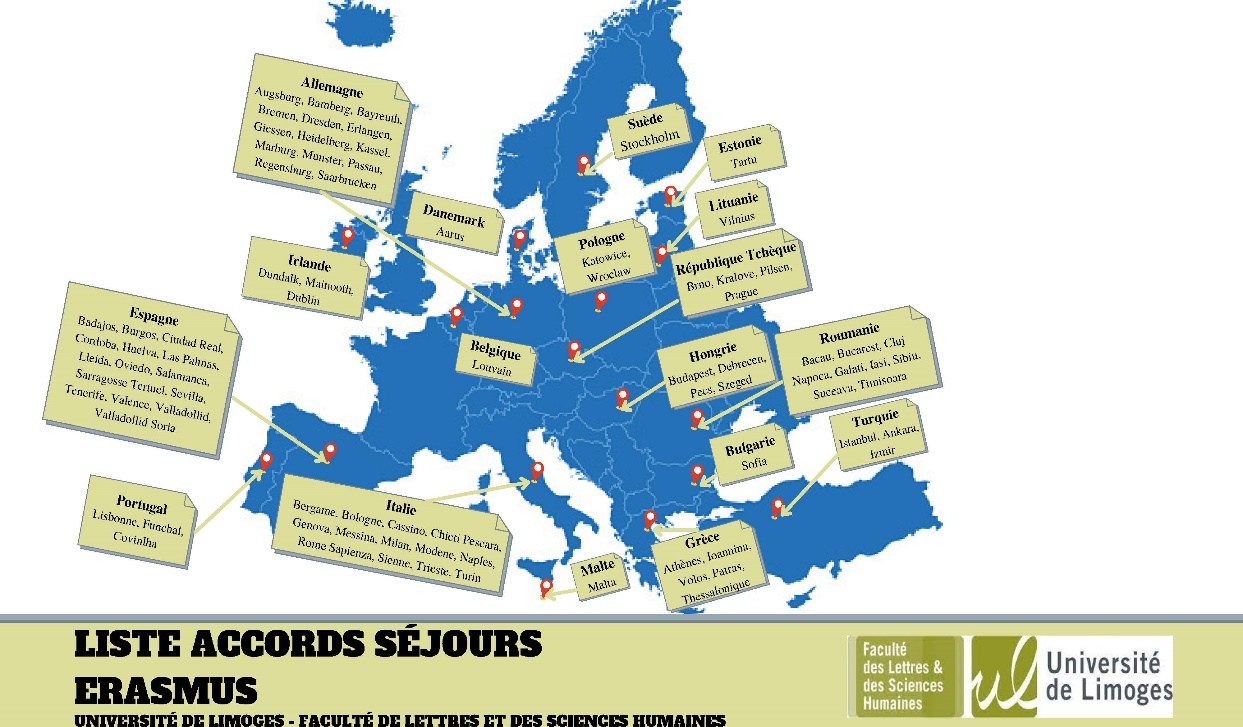 Allemagne
Augsburg, Bamberg, Bayreuth,
Bremen, Dresden, Erlangen,
Giessen, Heidelberg, Kassel,
Marburg, Munster, Passau,
Regensburg, Saarbrucken
Suède
Stockholm
Estonie
Tartu
Danemark
Aarus
Lituanie
Vilnius
Pologne
Katowice,
Wroclaw
République Tchèque
Brno, Kralove, Pilsen,
Prague
Irlande
Dundalk, Mainooth,
Dublin
Espagne
Badajos, Burgos, Ciudad Real,
Cordoba, Huelva, Las Palmas,
Lleida, Oviedo, Salamanca,
Sarragosse Teruel, Sevilla,
Tenerife, Valence, Valladollid,
Valladollid Soria
Belgique
Louvain
Hongrie
Budapest, Debrecen,
Pecs, Szeged
Roumanie
Bacau, Bucarest, Cluj
Napoca, Galati, Iasi, Sibiu,
Suceava, Timisoara
Turquie
Istanbul, Ankara,
Izmir
Bulgarie
Sofia
Portugal
Lisbonne, Funchal,
Covinlha
Italie
Bergame, Bologne, Cassino, Chieti Pescara,
Genova, Messina, Milan, Modene, Naples,
Rome Sapienza, Sienne, Trieste, Turin
Malte
Malta
Grèce
Athènes, Ioannina,
Volos, Patras,
Thessalonique
LISTE ACCORDS SÉJOURS
ERASMUS
UNIVERSITÉ DE LIMOGES - FACULTÉ DE LETTRES ET DES SCIENCES HUMAINES
Faculté
des Lettres &
des Sciences
Humaines
ul
Université
de Limoges